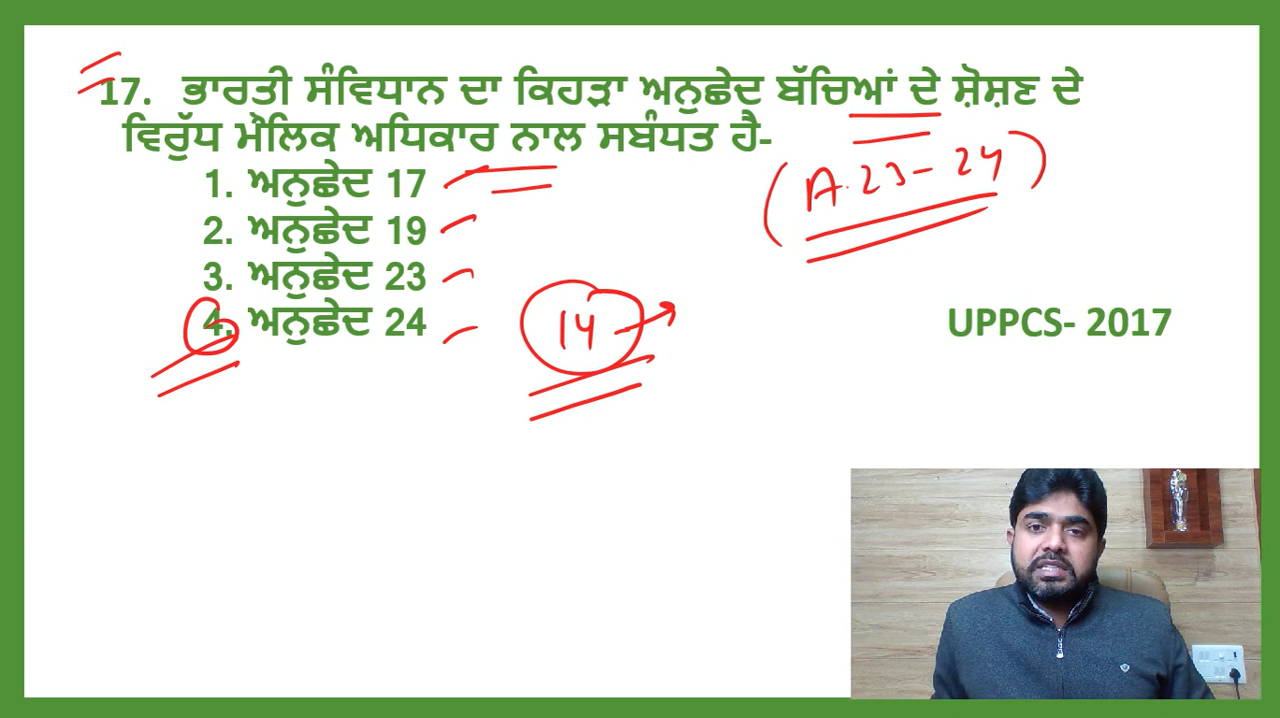 17. ਭਾਰਤੀ ਸੰਵਿਧਾਨ ਦਾ ਕਿਹੜਾ ਅਨੁਛੇਦ ਬੱਚਿਆਂ ਦੇ ਸ਼ੋਸ਼ਣ ਦੇ
ਵਿਰੁੱਧ ਮੌਲਿਕ ਅਧਿਕਾਰ ਨਾਲ ਸਬੰਧਤ ਹੈ-
(A.23-24)
1. ਅਨੁਛੇਦ 17
2. ਅਨੁਛੇਦ 19
3. ਅਨੁਛੇਦ 23
4. ਅਨੁਛੇਦ 24
14
UPPCS- 2017